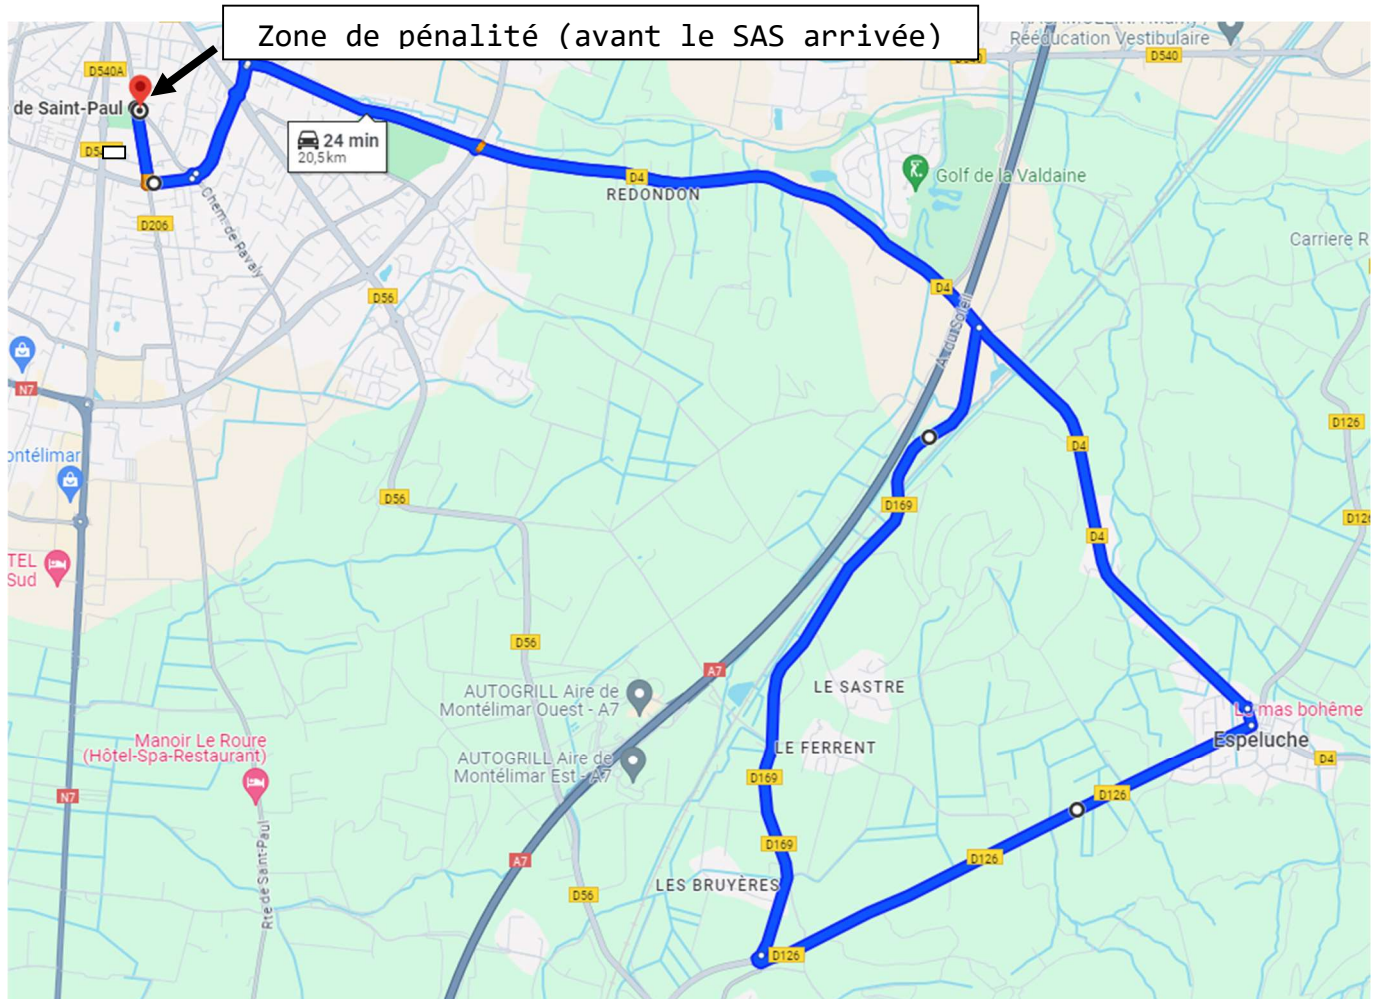 Zone de pénalité (avant le SAS arrivée)
Rééducation Vestibulaire
D540
D540A
de Saint-Paul
24 min
20,5 km
D4
REDONDON
Golf de la Valdaine
D206
Chem. de Ravaly
Carriere R
D56
D4
A. du Soleil
N7
D126
ontélimar
D4
D56
D169
D126
D4
TEL
Sud
D56
A7
LE SASTRE
AUTOGRILL Aire de
Montélimar Ouest - A7
mas bohême
Espeluche
Manoir Le Roure
(Hôtel-Spa-Restaurant)
LE FERRENT
AUTOGRILL Aire de
Montélimar Est - A7
D4
D169
N7
D126
Rte de Saint-Paul
D169
A7
D126
LES BRUYÈRES
D56
D126